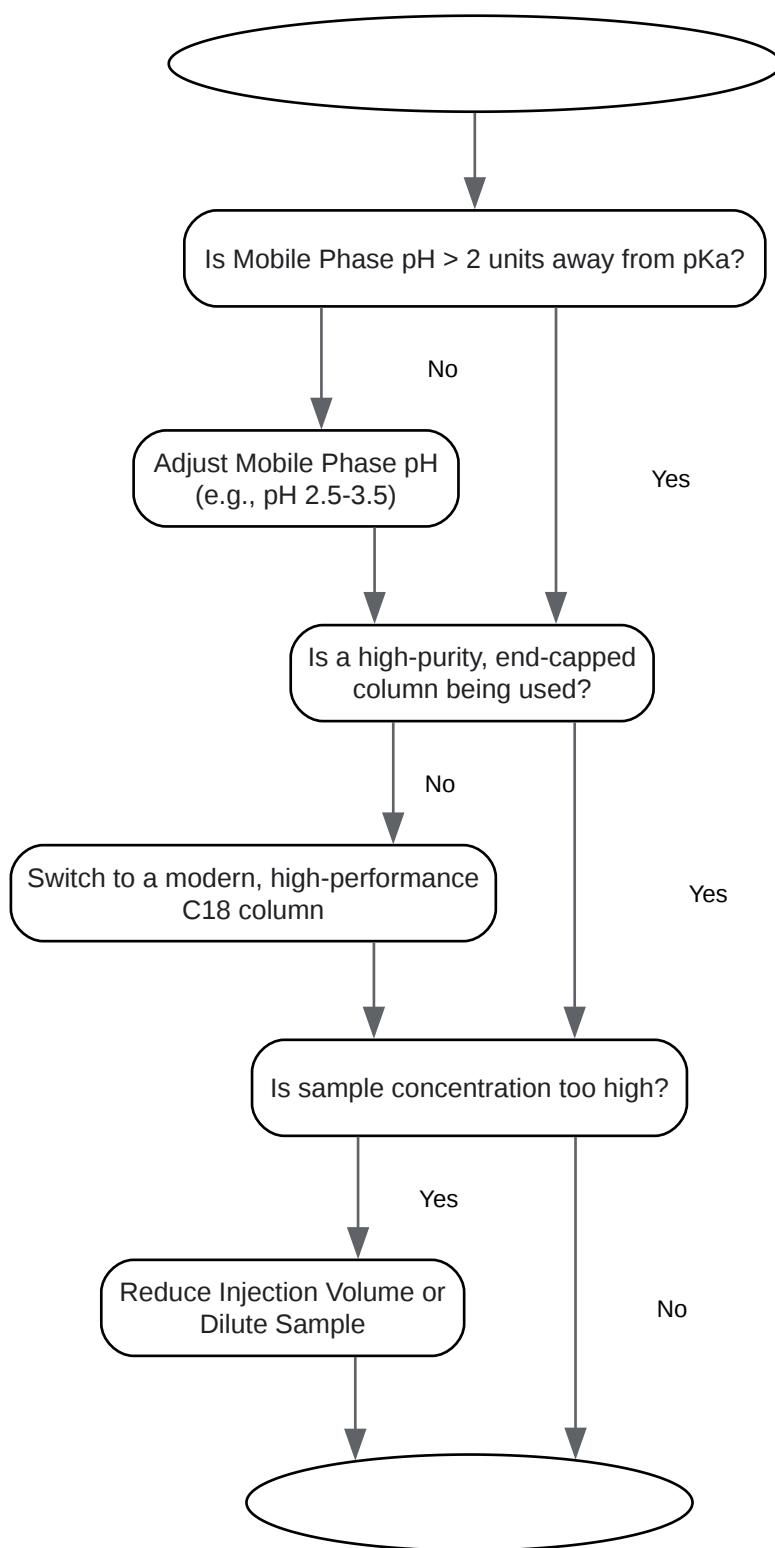 Is Mobile Phase pH > 2 units away from pKa?
No
Adjust Mobile Phase pH
(e.g., pH 2.5-3.5)
Yes
Is a high-purity, end-capped
column being used?
No
Switch to a modern, high-performance
C18 column
Yes
Is sample concentration too high?
Yes
Reduce Injection Volume or
Dilute Sample
No